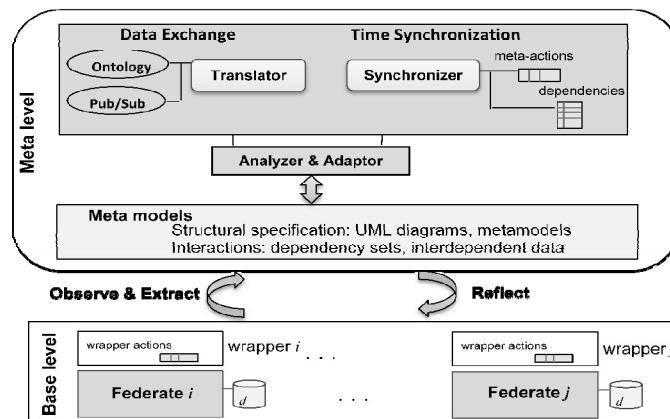 Data Exchange
Time Synchronization
Ontology
Pub/Sub
Translator
Synchronizer
meta-actions
dependencies
Analyzer & Adaptor
Meta level
Meta models
Structural specification: UML diagrams, metamodels
Interactions: dependency sets, interdependent data
Observe & Extract
Reflect
Base level
wrapper actions
wrapper i
. . .
wrapper actions
wrapper j
Federate i
d
. . .
Federate j
d